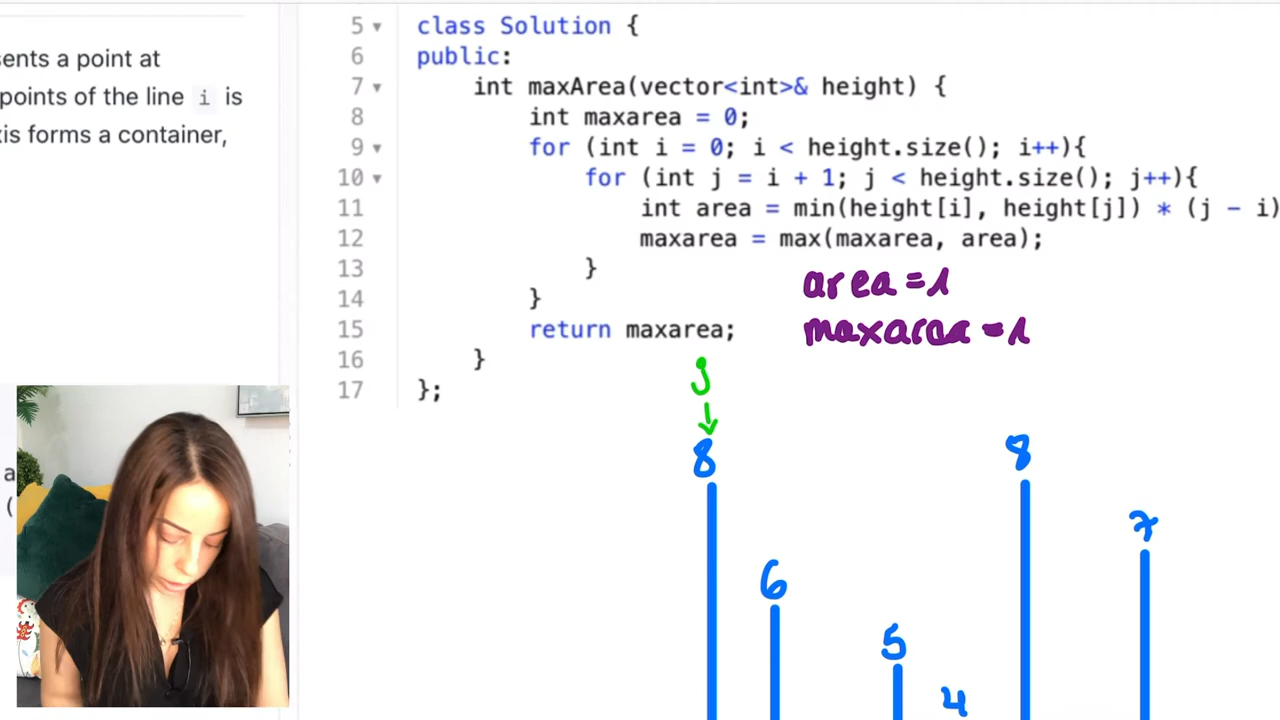 ents a point at
points of the line i is
xis forms a container,
a
(
5 class Solution {
6 public:
7 int maxArea(vector<int>& height) {
8 int maxarea = 0;
9 for (int i = 0; i < height.size(); i++){
10 for (int j = i + 1; j < height.size(); j++){
11 int area = min(height[i], height[j]) * (j - i)
12 maxarea = max(maxarea, area);
13 }
14 }
15 return maxarea;
16 }
17 };
area=1
maxarea=1
j
8
8
7
6
5
4